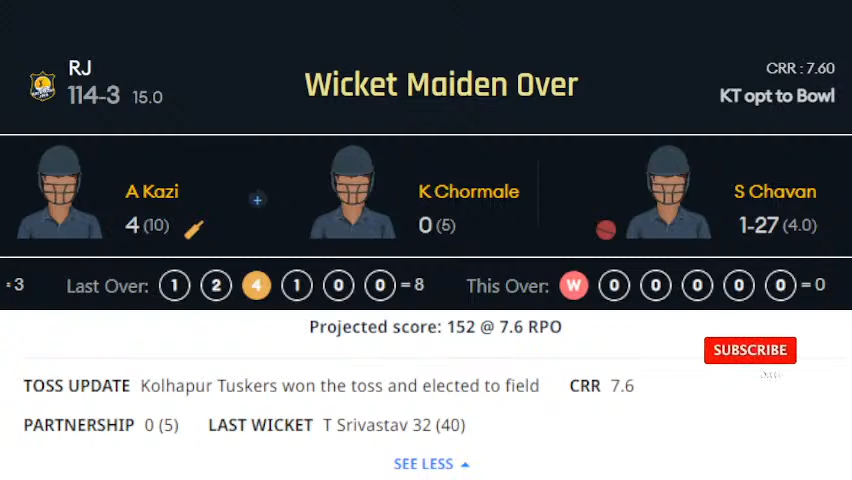 RJ
114-3 15.0
Wicket Maiden Over
CRR : 7.60
KT opt to Bowl
A Kazi
4 (10)
+
K Chormale
0 (5)
S Chavan
1-27 (4.0)
= 3 Last Over: 1 2 4 1 0 0 = 8 This Over: W 0 0 0 0 0 = 0
Projected score: 152 @ 7.6 RPO
SUBSCRIBE
TOSS UPDATE Kolhapur Tuskers won the toss and elected to field CRR 7.6
PARTNERSHIP 0 (5) LAST WICKET T Srivastav 32 (40)
SEE LESS